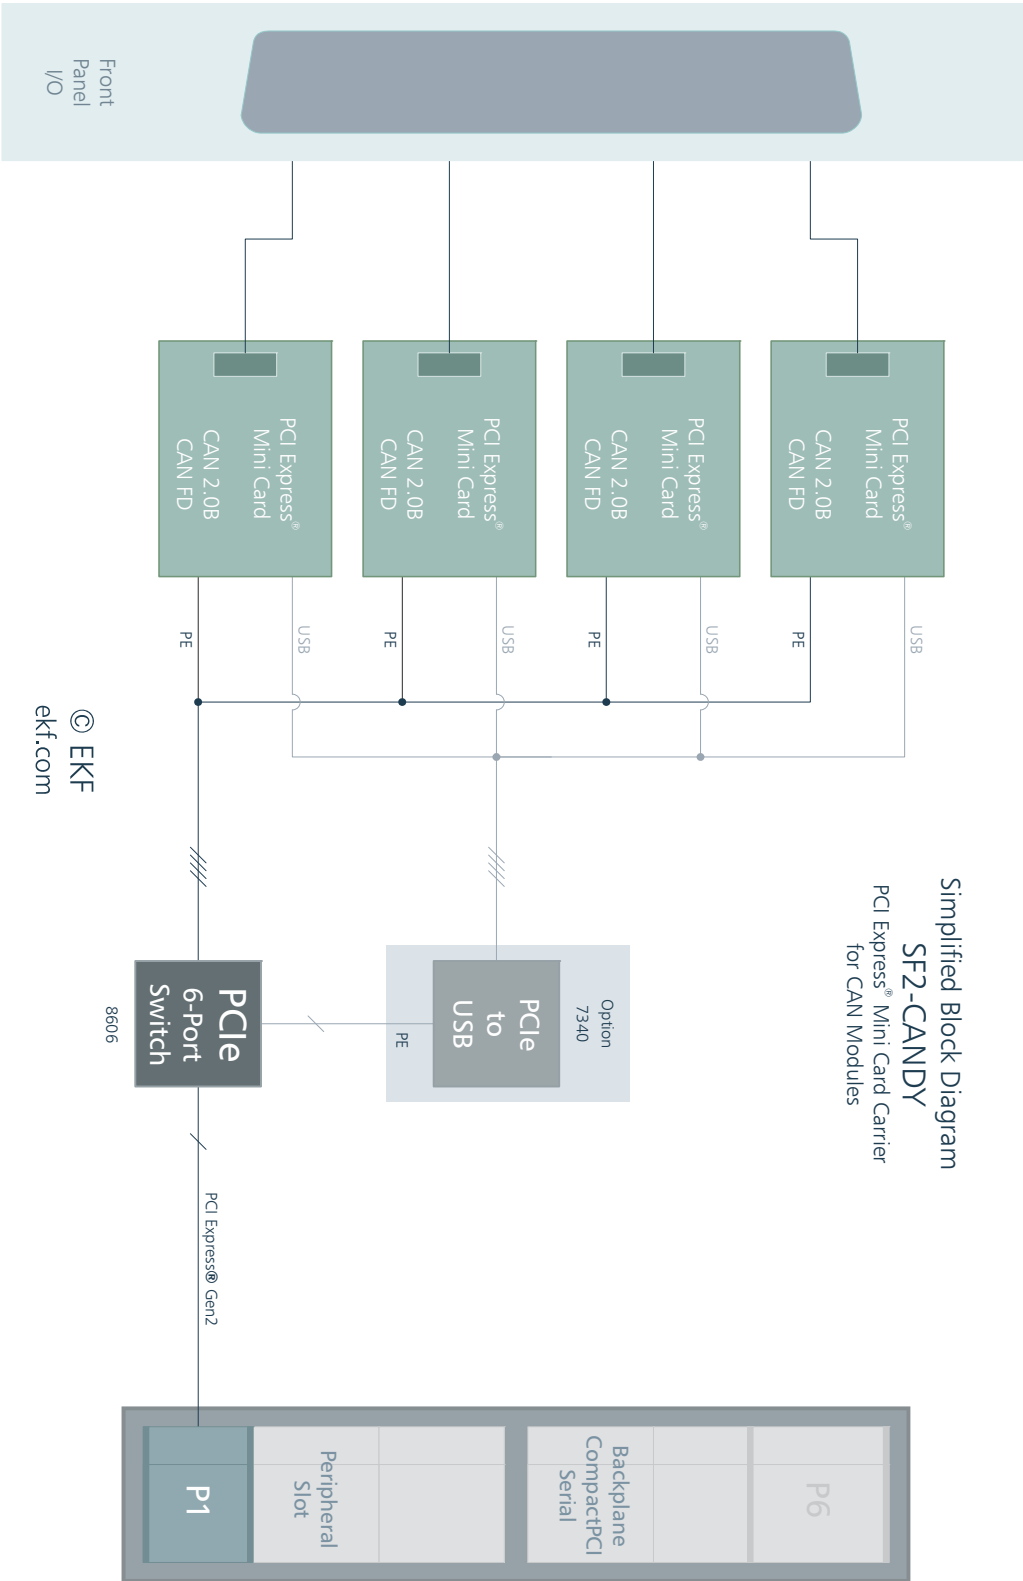 Simplified Block Diagram
SF2-CANDY
PCI Express® Mini Card Carrier
for CAN Modules
Front
Panel
I/O
PCI Express®
Mini Card
CAN 2.0B
CAN FD
PCI Express®
Mini Card
CAN 2.0B
CAN FD
PCI Express®
Mini Card
CAN 2.0B
CAN FD
PCI Express®
Mini Card
CAN 2.0B
CAN FD
USB
PE
USB
PE
USB
PE
USB
PE
Option
7340
PCIe
to
USB
PE
PCIe
6-Port
Switch
8606
PCI Express® Gen2
P6
Backplane
CompactPCI
Serial
Peripheral
Slot
P1
© EKF
ekf.com